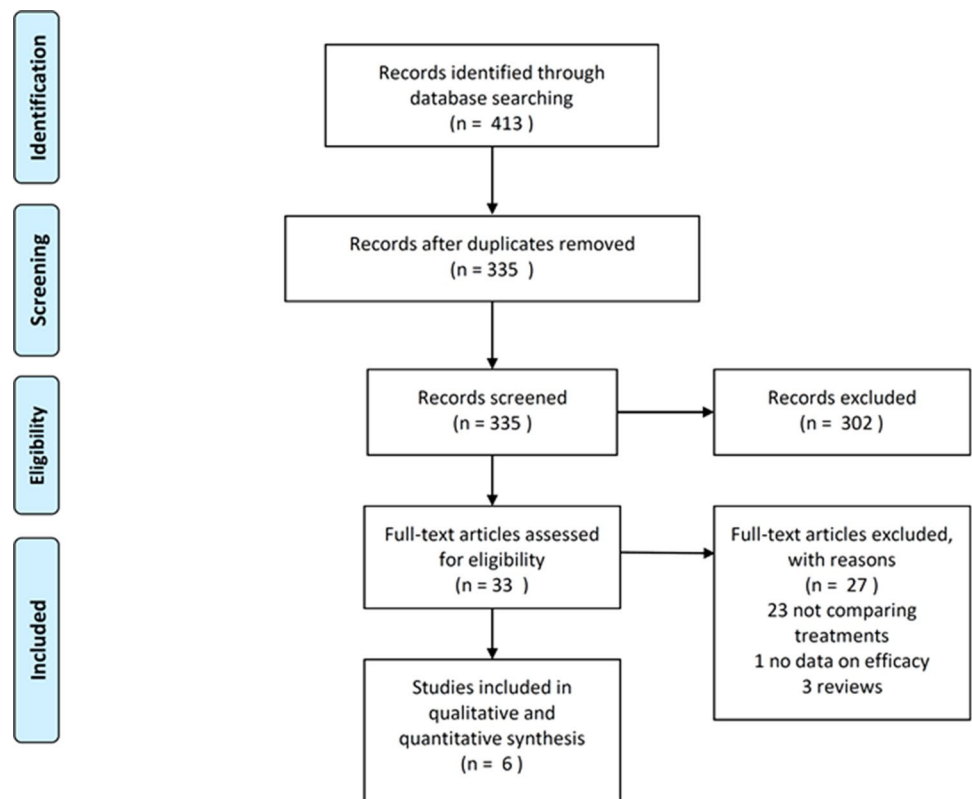 Identification
Records identified through
database searching
(n = 413 )
Screening
Records after duplicates removed
(n = 335 )
Eligibility
Records screened
(n = 335 )
Records excluded
(n = 302 )
Included
Full-text articles assessed
for eligibility
(n = 33 )
Full-text articles excluded,
with reasons
(n = 27 )
23 not comparing
treatments
1 no data on efficacy
3 reviews
Studies included in
qualitative and
quantitative synthesis
(n = 6 )